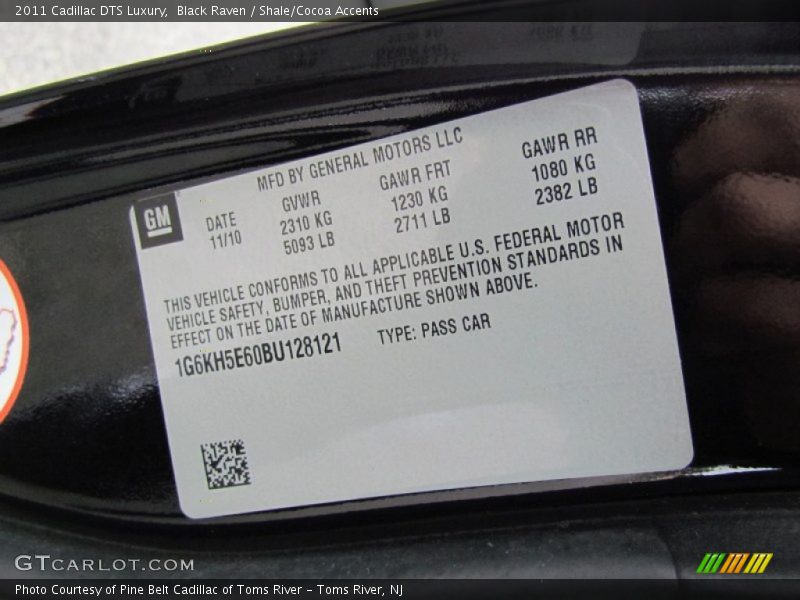 2011 Cadillac DTS Luxury,  Black Raven / Shale/Cocoa Accents
MFD BY GENERAL MOTORS LLC
GM
DATE GVWR GAWR FRT GAWR RR
11/10 2310 KG 1230 KG 1080 KG
5093 LB 2711 LB 2382 LB
THIS VEHICLE CONFORMS TO ALL APPLICABLE U.S. FEDERAL MOTOR
VEHICLE SAFETY, BUMPER, AND THEFT PREVENTION STANDARDS IN
EFFECT ON THE DATE OF MANUFACTURE SHOWN ABOVE.
1G6KH5E60BU128121 TYPE: PASS CAR
GTCARLOT.COM
Photo Courtesy of Pine Belt Cadillac of Toms River – Toms River, NJ